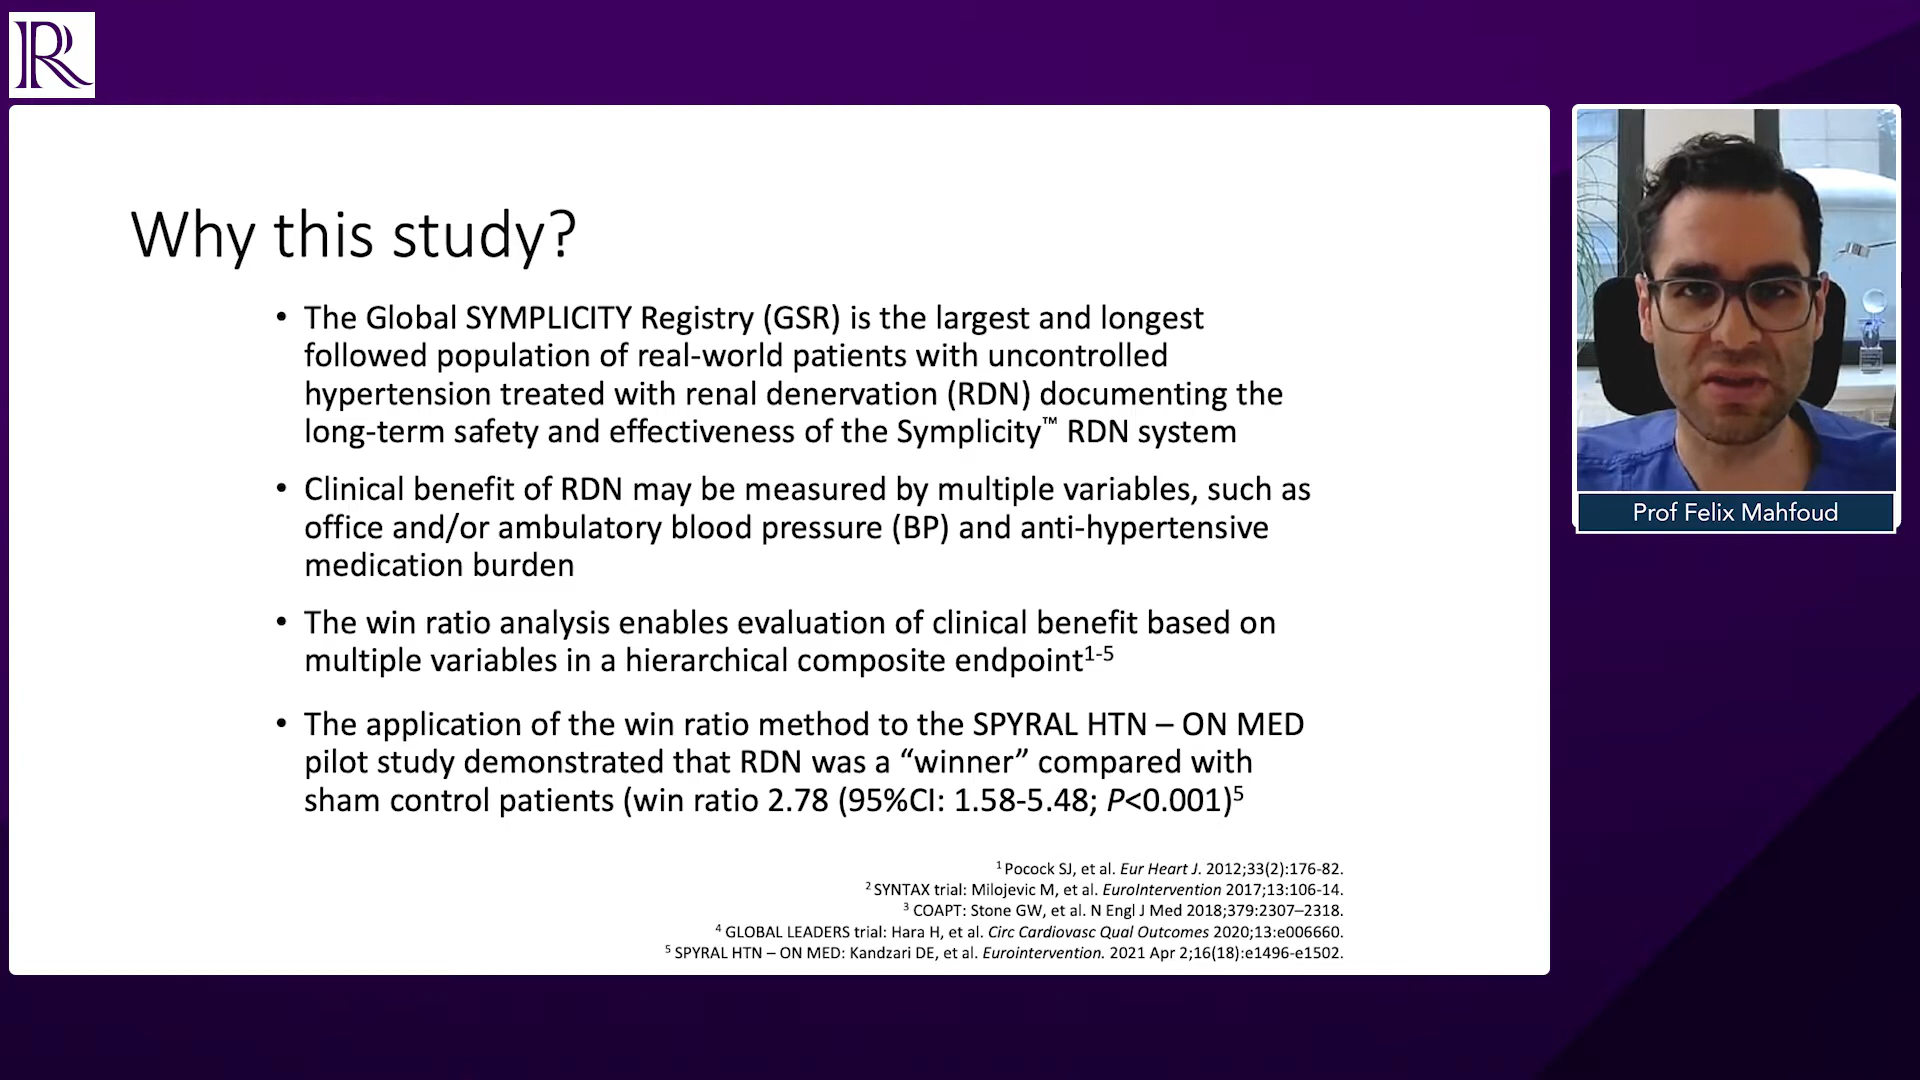 R
Why this study?
• The Global SYMPLICITY Registry (GSR) is the largest and longest
followed population of real-world patients with uncontrolled
hypertension treated with renal denervation (RDN) documenting the
long-term safety and effectiveness of the Symplicity™ RDN system
• Clinical benefit of RDN may be measured by multiple variables, such as
office and/or ambulatory blood pressure (BP) and anti-hypertensive
medication burden
• The win ratio analysis enables evaluation of clinical benefit based on
multiple variables in a hierarchical composite endpoint1-5
• The application of the win ratio method to the SPYRAL HTN – ON MED
pilot study demonstrated that RDN was a “winner” compared with
sham control patients (win ratio 2.78 (95%CI: 1.58-5.48; P<0.001)5
1 Pocock SJ, et al. Eur Heart J. 2012;33(2):176-82.
2 SYNTAX trial: Milojevic M, et al. EuroIntervention 2017;13:106-14.
3 COAPT: Stone GW, et al. N Engl J Med 2018;379:2307–2318.
4 GLOBAL LEADERS trial: Hara H, et al. Circ Cardiovasc Qual Outcomes 2020;13:e006660.
5 SPYRAL HTN – ON MED: Kandzari DE, et al. Eurointervention. 2021 Apr 2;16(18):e1496-e1502.
Prof Felix Mahfoud